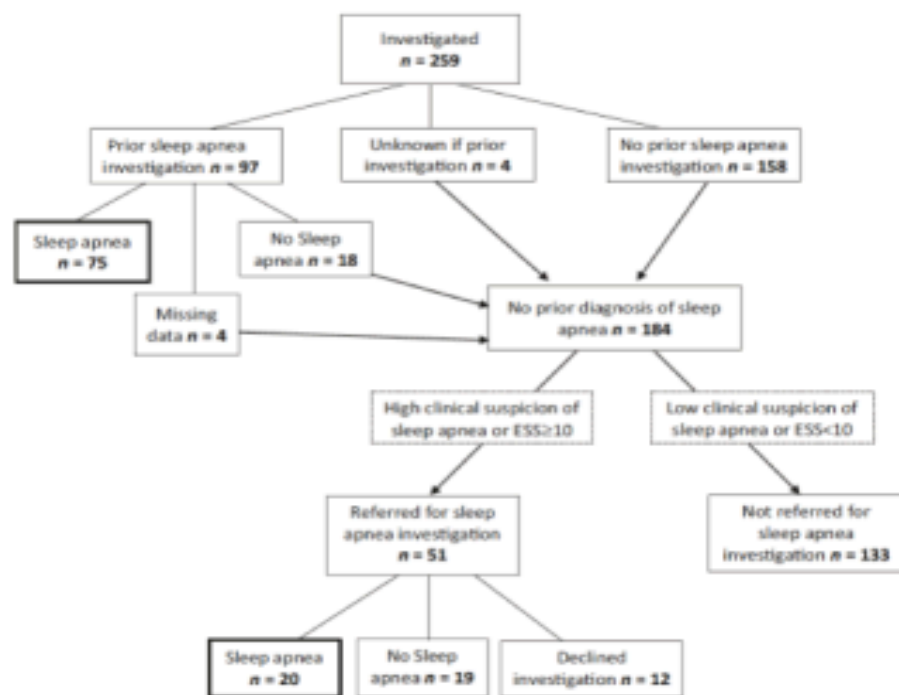 Investigated
n = 259
Prior sleep apnea
investigation n = 97
Unknown if prior
investigation n = 4
No prior sleep apnea
investigation n = 158
Sleep apnea
n = 75
No Sleep
apnea n = 18
Missing
data n = 4
No prior diagnosis of sleep
apnea n = 184
High clinical suspicion of
sleep apnea or ESS≥10
Low clinical suspicion of
sleep apnea or ESS<10
Referred for sleep
apnea investigation
n = 51
Not referred for
sleep apnea
investigation n = 133
Sleep apnea
n = 20
No Sleep
apnea n = 19
Declined
investigation n = 12